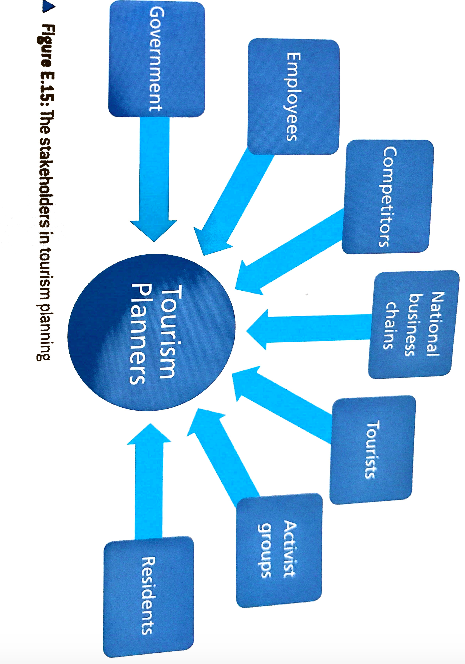 Government
Employees
Competitors
National
business
chains
Tourists
Activist
groups
Residents
Tourism
Planners
▲ Figure E.15: The stakeholders in tourism planning